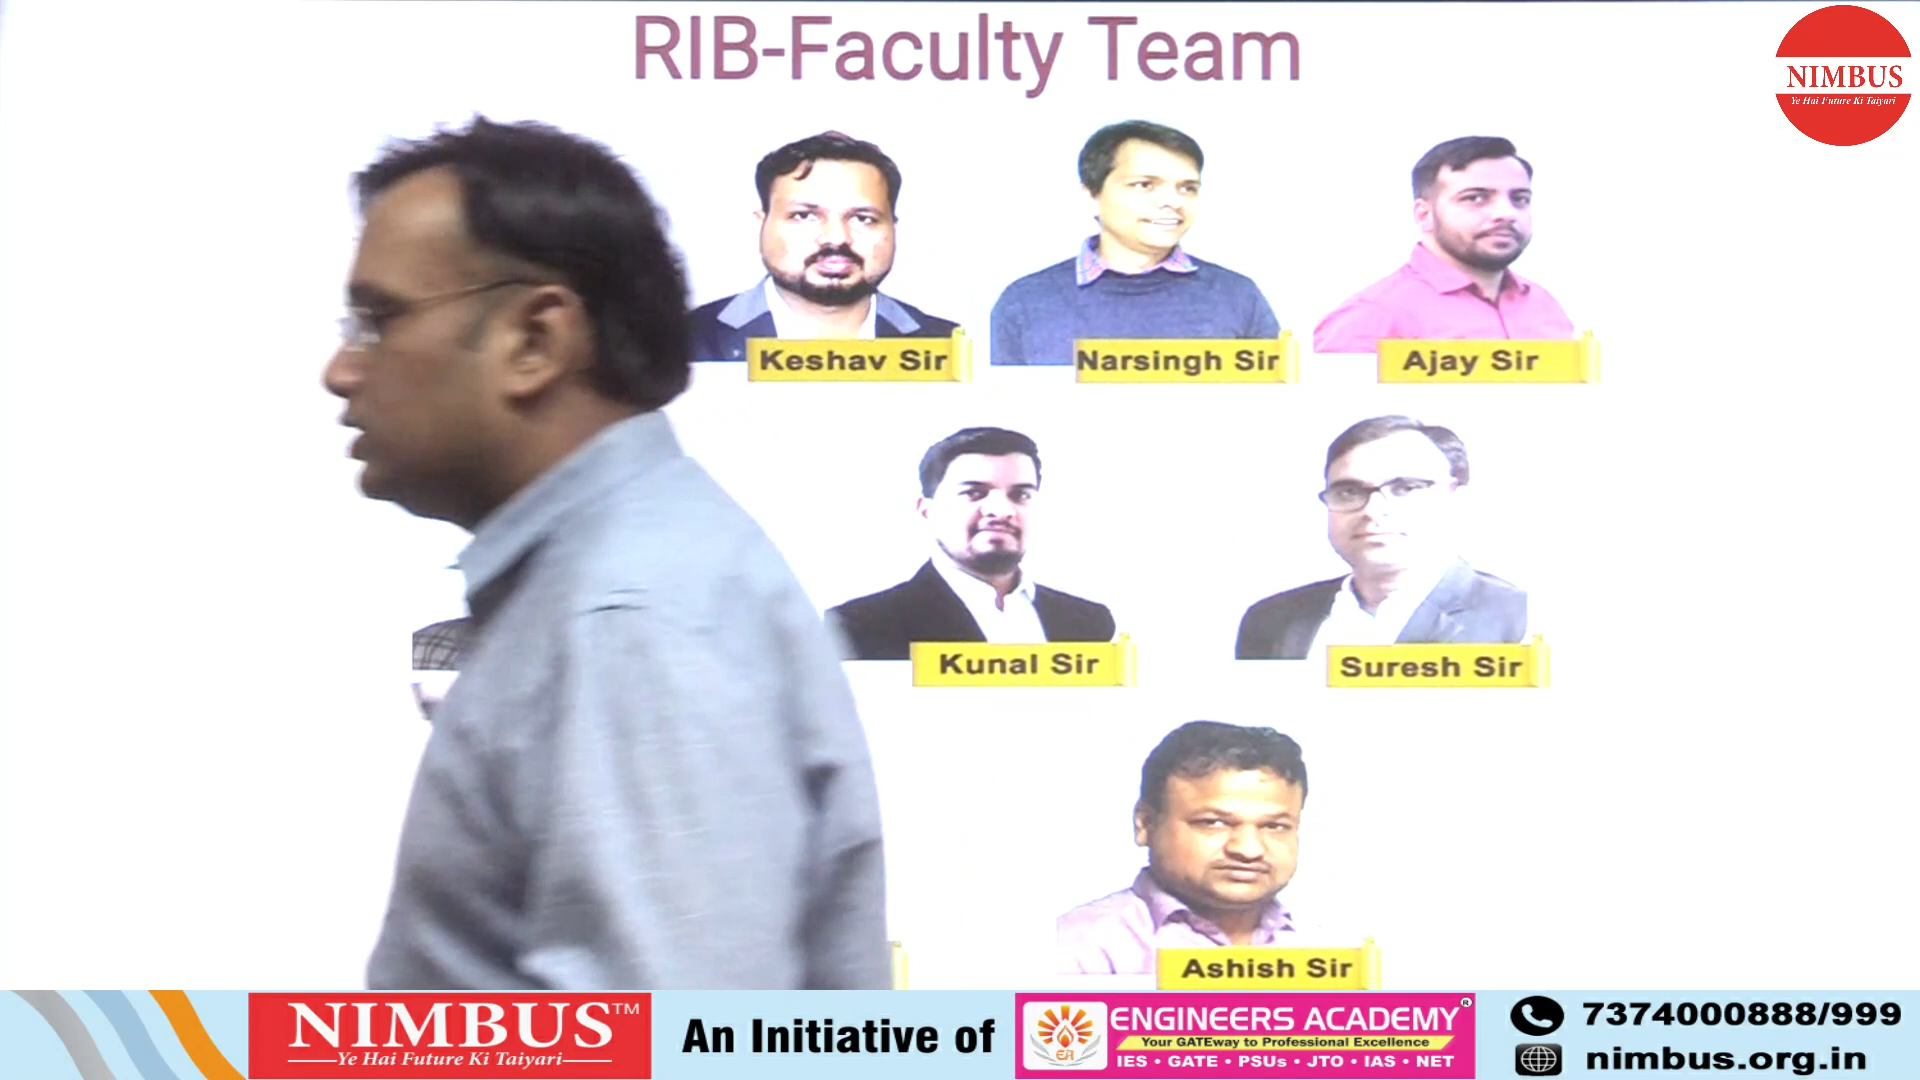 RIB-Faculty Team
NIMBUS
Ye Hai Future Ki Taiyari
Keshav Sir
Narsingh Sir
Ajay Sir
Kunal Sir
Suresh Sir
Ashish Sir
NIMBUS™
Ye Hai Future Ki Taiyari
An Initiative of
EA
ENGINEERS ACADEMY®
Your GATEway to Professional Excellence
IES • GATE • PSUs • JTO • IAS • NET
7374000888/999
nimbus.org.in